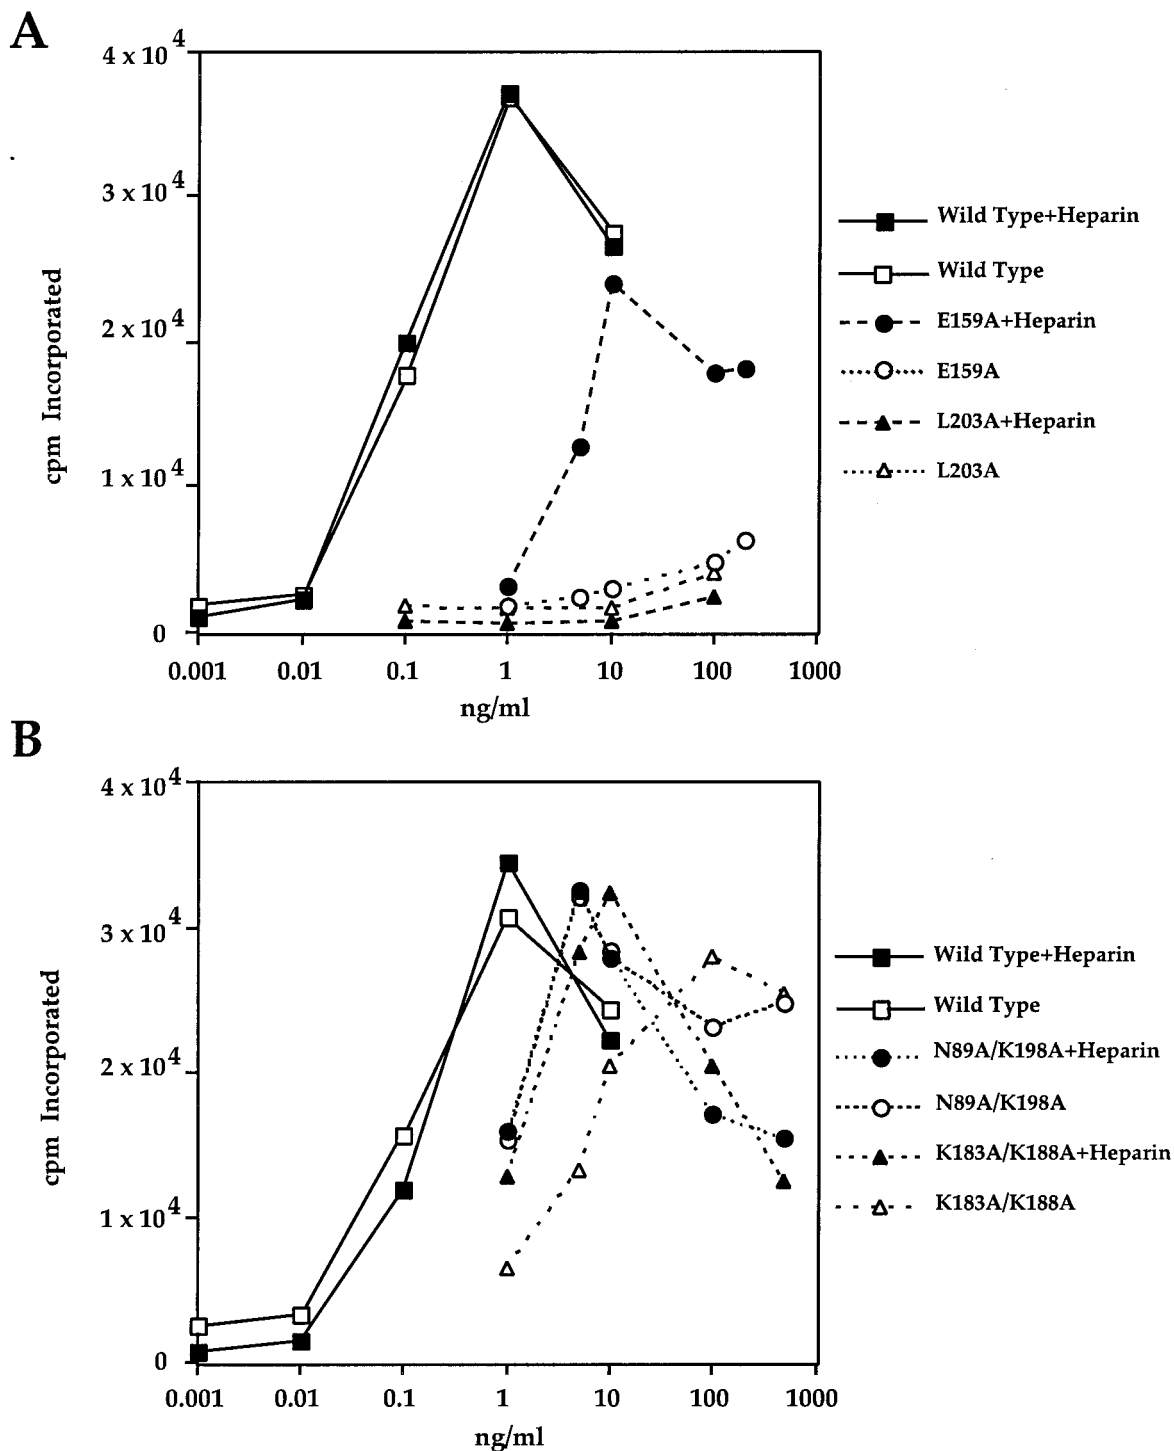 A
4 x 10 4
3 x 10 4
2 x 10 4
1 x 10 4
0
cpm Incorporated
0.001 0.01 0.1 1 10 100 1000
ng/ml
Wild Type+Heparin
Wild Type
E159A+Heparin
E159A
L203A+Heparin
L203A
B
4 x 10 4
3 x 10 4
2 x 10 4
1 x 10 4
0
cpm Incorporated
0.001 0.01 0.1 1 10 100 1000
ng/ml
Wild Type+Heparin
Wild Type
N89A/K198A+Heparin
N89A/K198A
K183A/K188A+Heparin
K183A/K188A